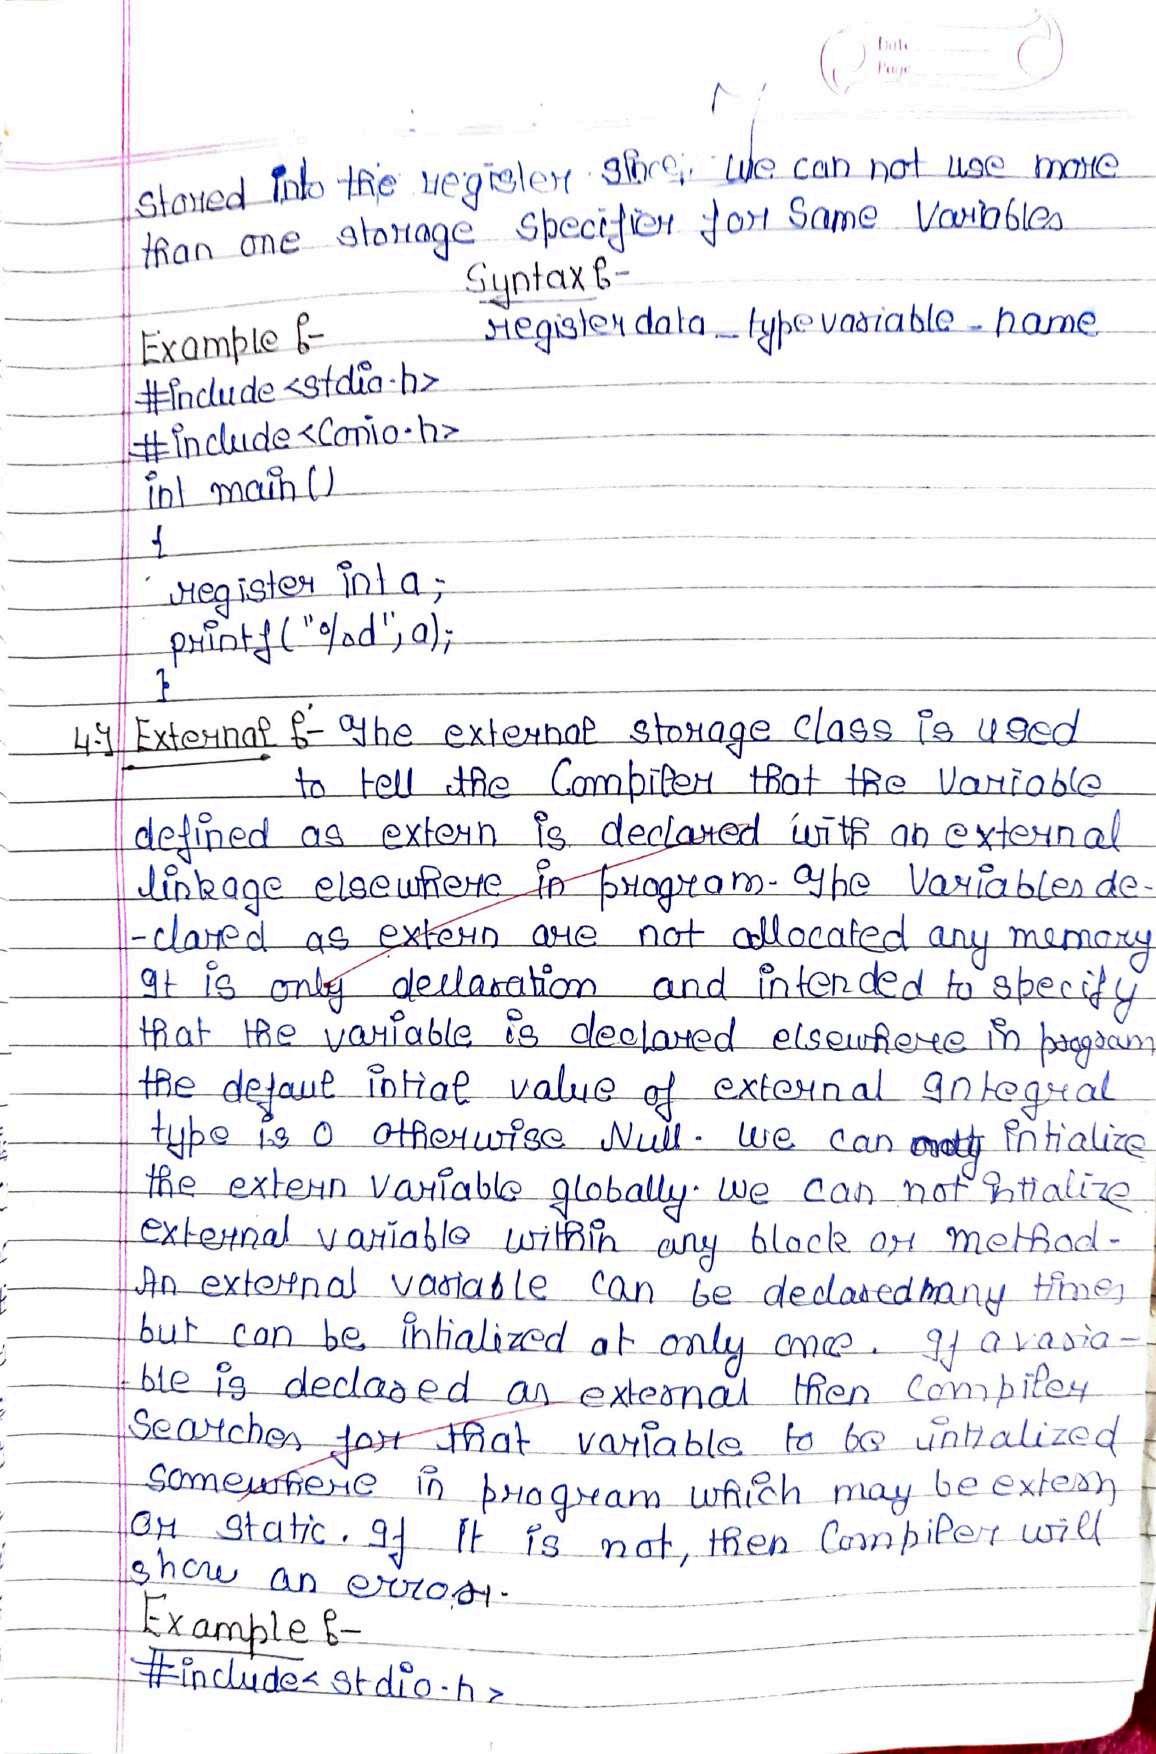 Date
Page
stored into the register since, we can not use more
than one storage specifier for same variables
Syntax :-
register data_type variable_name
Example :-
#include <stdio.h>
#include <conio.h>
int main()
{
register int a;
printf("%d", a);
}
4:) External :- The external storage class is used
to tell the Compiler that the variable
defined as extern is declared with an external
linkage elsewhere in program. The Variables de-
-clared as extern are not allocated any memory
It is only declaration and intended to specify
that the variable is declared elsewhere in program
the defaut intial value of external Integral
type is 0 otherwise Null. We can only intialize
the extern variable globally. We can not intialize
external variable within any block or method.
An external variable can be declared many times
but can be intialized at only once. If a varia-
ble is declared as external then compiler
Searches for that variable to be intialized
somewhere in program which may be extern
or static. If It is not, then Compiler will
show an error.
Example :-
#include< stdio.h >